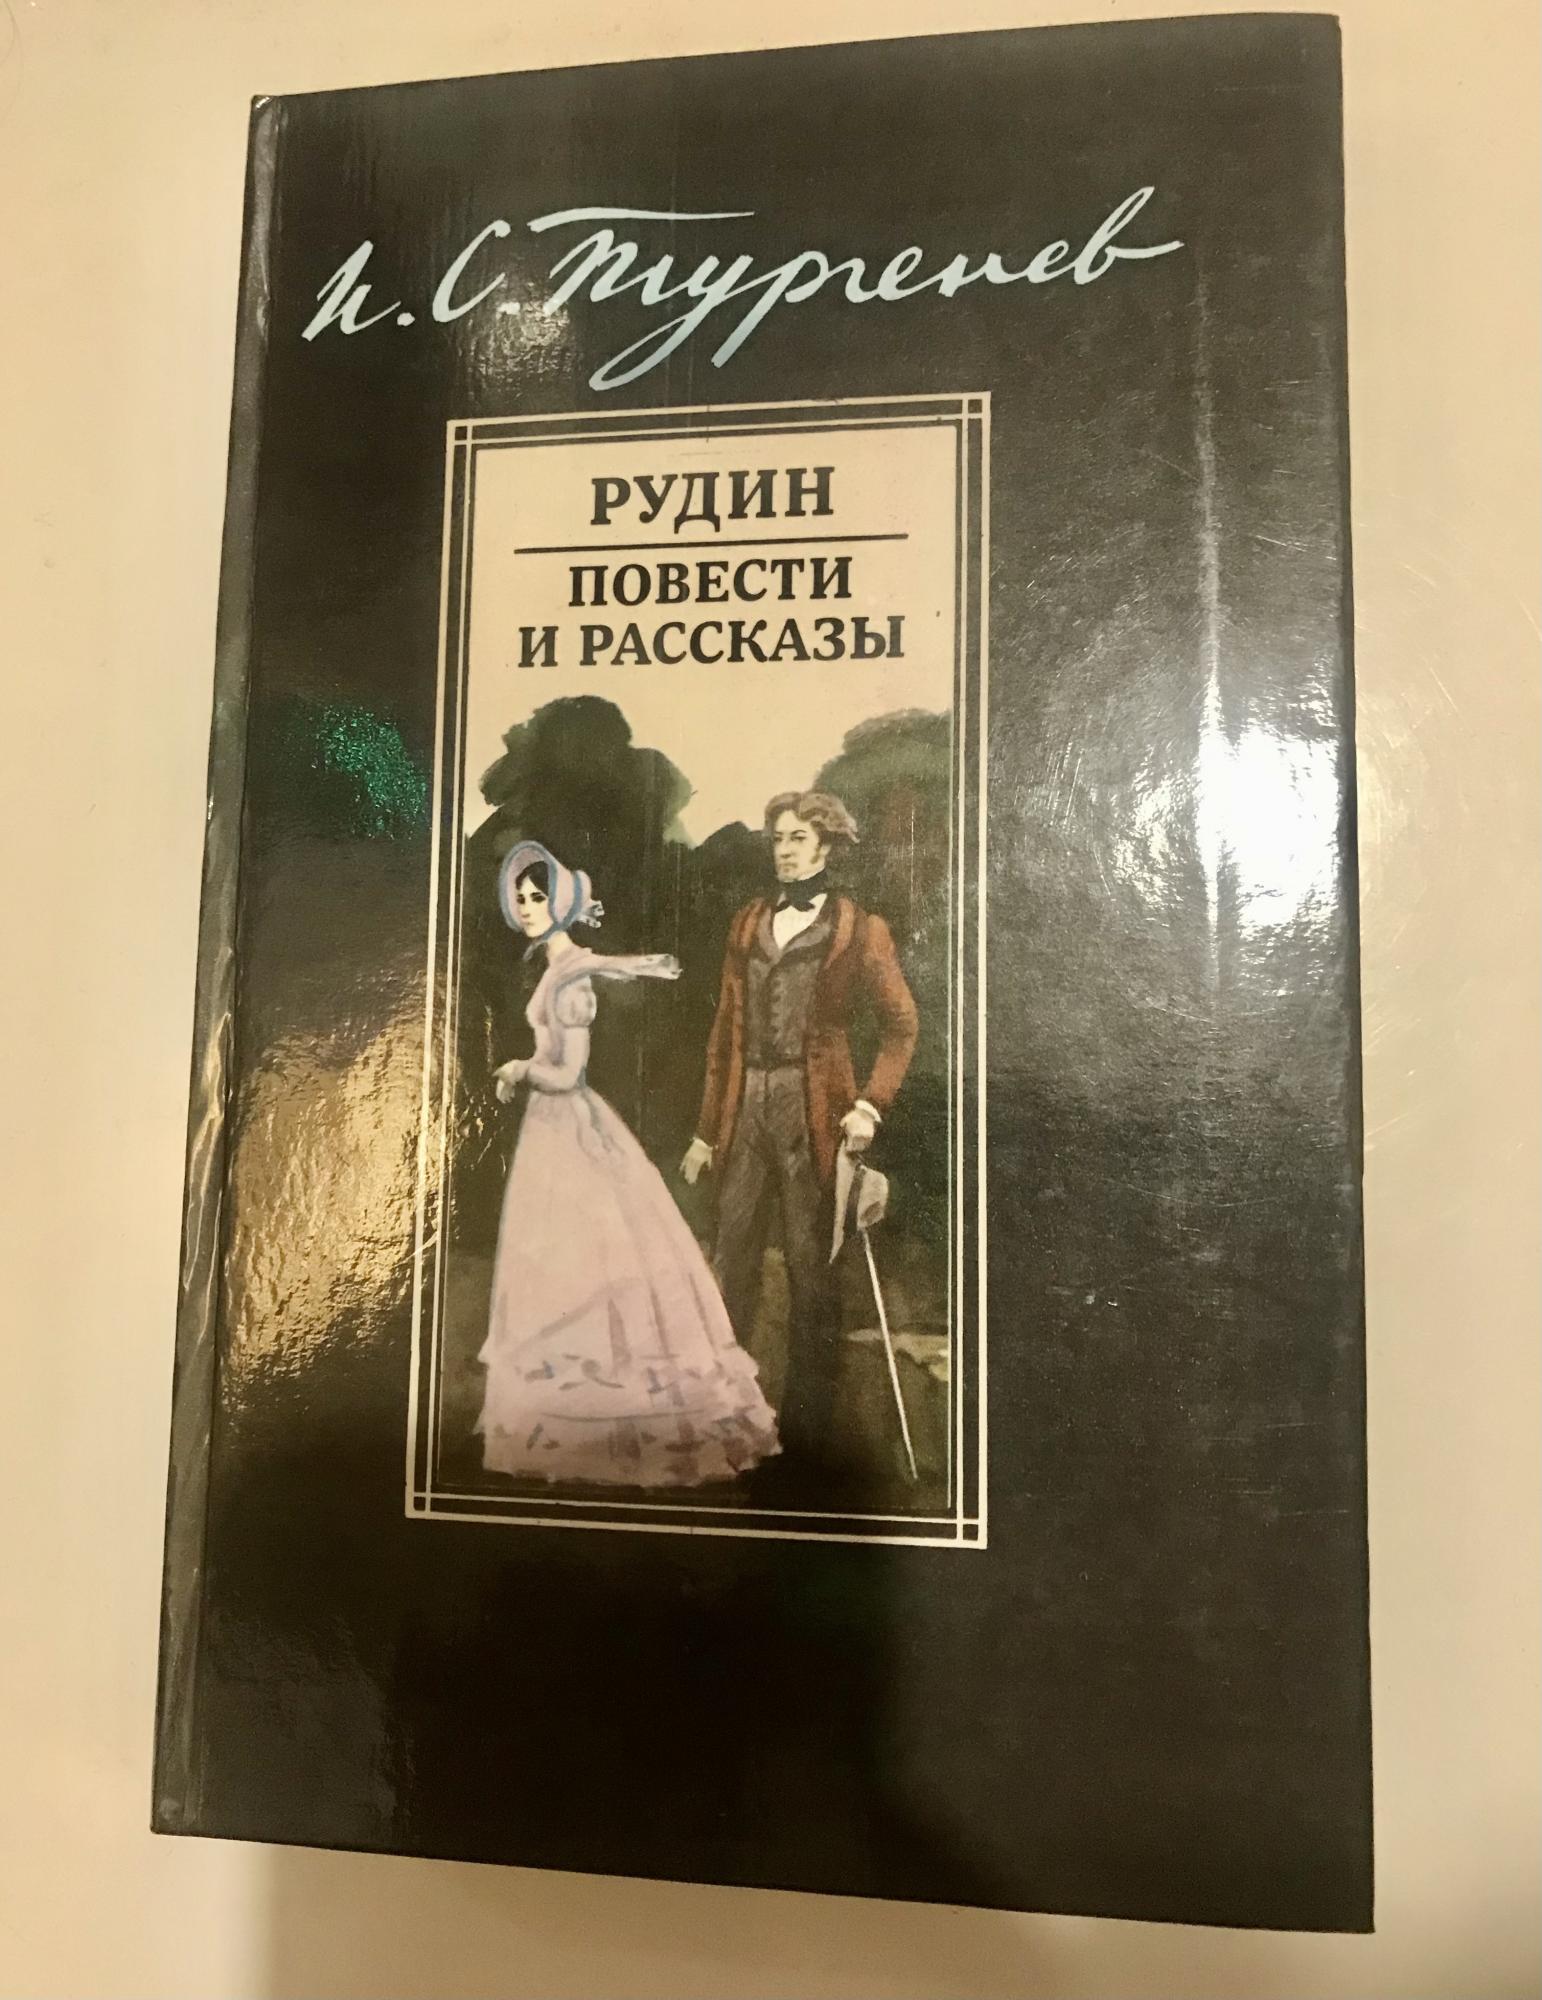 И. С. Тургенев
РУДИН
ПОВЕСТИ
И РАССКАЗЫ